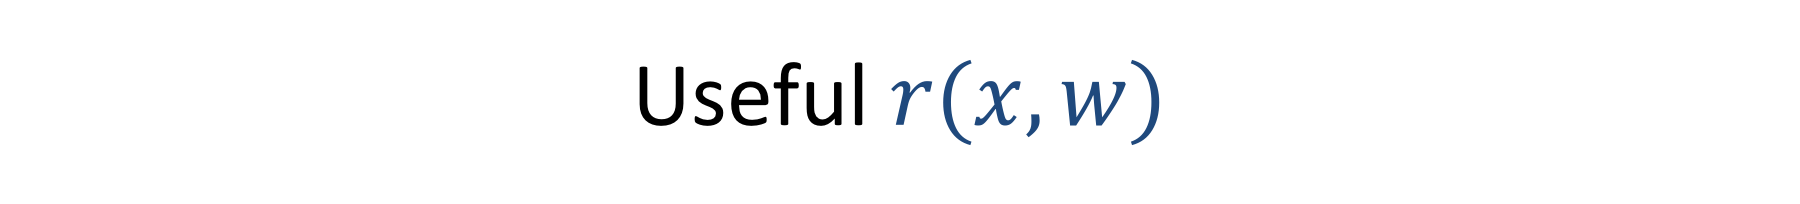 Useful r(x, w)